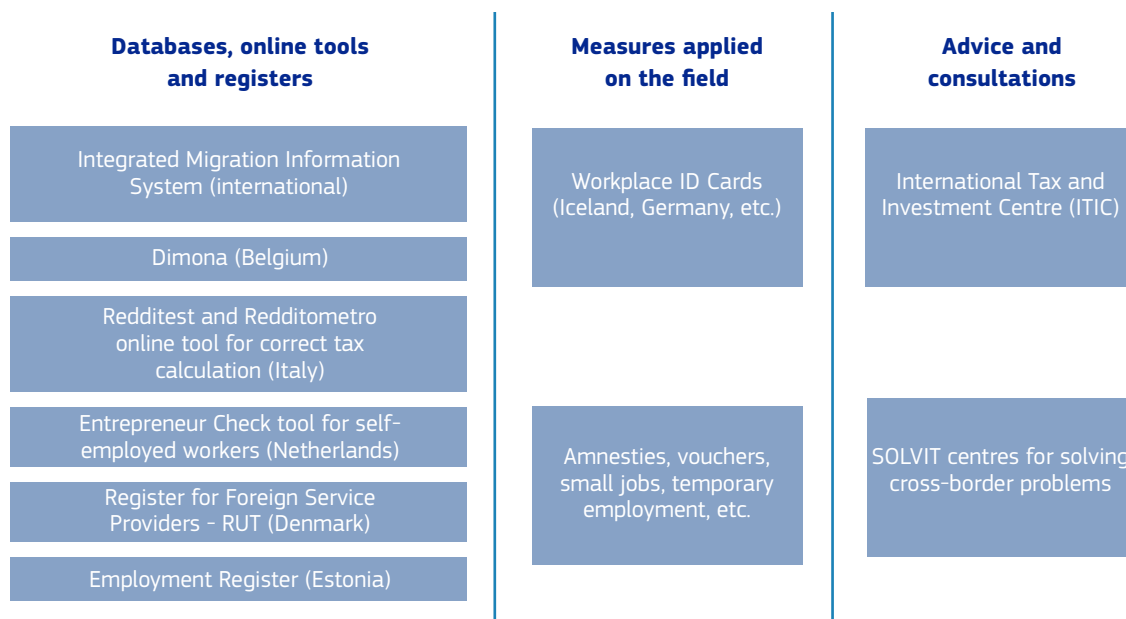 Databases, online tools
and registers
Integrated Migration Information
System (international)
Dimona (Belgium)
Redditest and Redditometro
online tool for correct tax
calculation (Italy)
Entrepreneur Check tool for self-
employed workers (Netherlands)
Register for Foreign Service
Providers - RUT (Denmark)
Employment Register (Estonia)
Measures applied
on the field
Workplace ID Cards
(Iceland, Germany, etc.)
Amnesties, vouchers,
small jobs, temporary
employment, etc.
Advice and
consultations
International Tax and
Investment Centre (ITIC)
SOLVIT centres for solving
cross-border problems